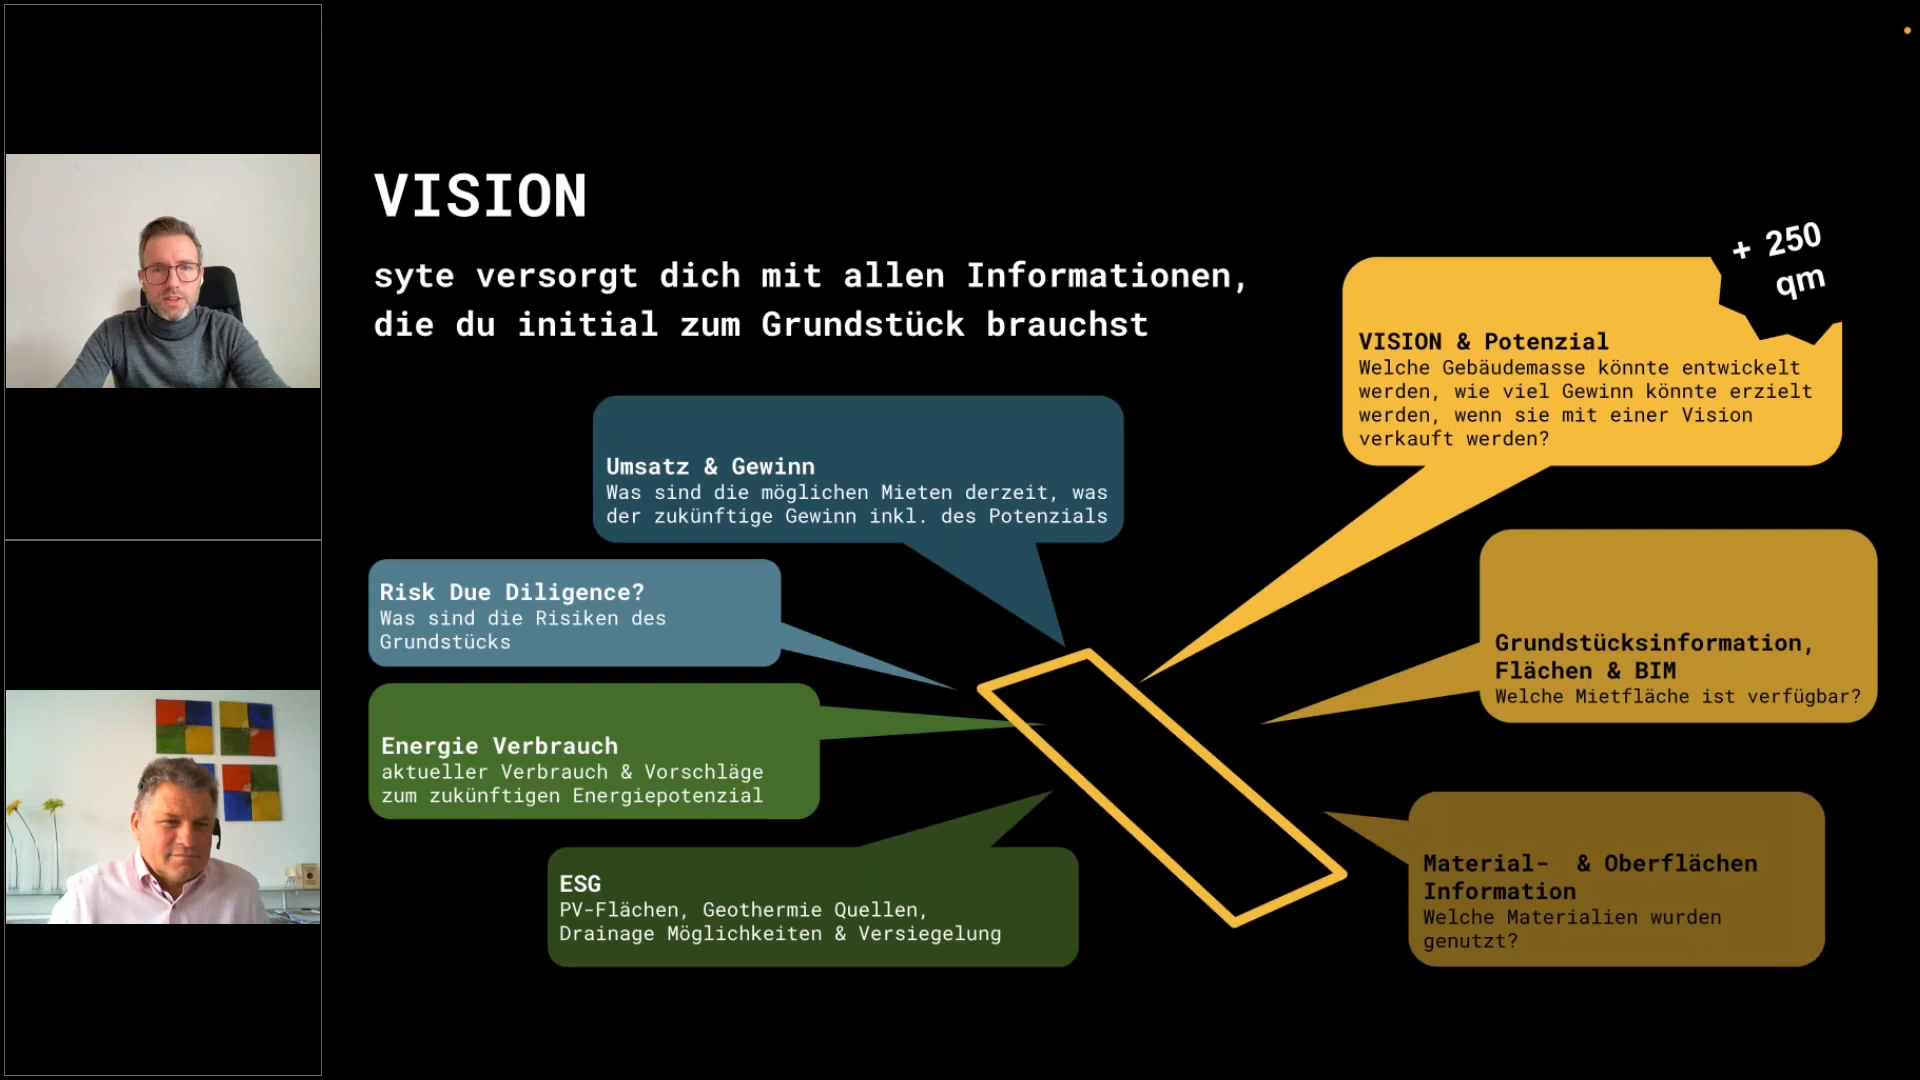 VISION
syte versorgt dich mit allen Informationen,
die du initial zum Grundstück brauchst
+ 250
qm
VISION & Potenzial
Welche Gebäudemasse könnte entwickelt
werden, wie viel Gewinn könnte erzielt
werden, wenn sie mit einer Vision
verkauft werden?
Umsatz & Gewinn
Was sind die möglichen Mieten derzeit, was
der zukünftige Gewinn inkl. des Potenzials
Risk Due Diligence?
Was sind die Risiken des
Grundstücks
Grundstücksinformation,
Flächen & BIM
Welche Mietfläche ist verfügbar?
Energie Verbrauch
aktueller Verbrauch & Vorschläge
zum zukünftigen Energiepotenzial
ESG
PV-Flächen, Geothermie Quellen,
Drainage Möglichkeiten & Versiegelung
Material-  & Oberflächen
Information
Welche Materialien wurden
genutzt?